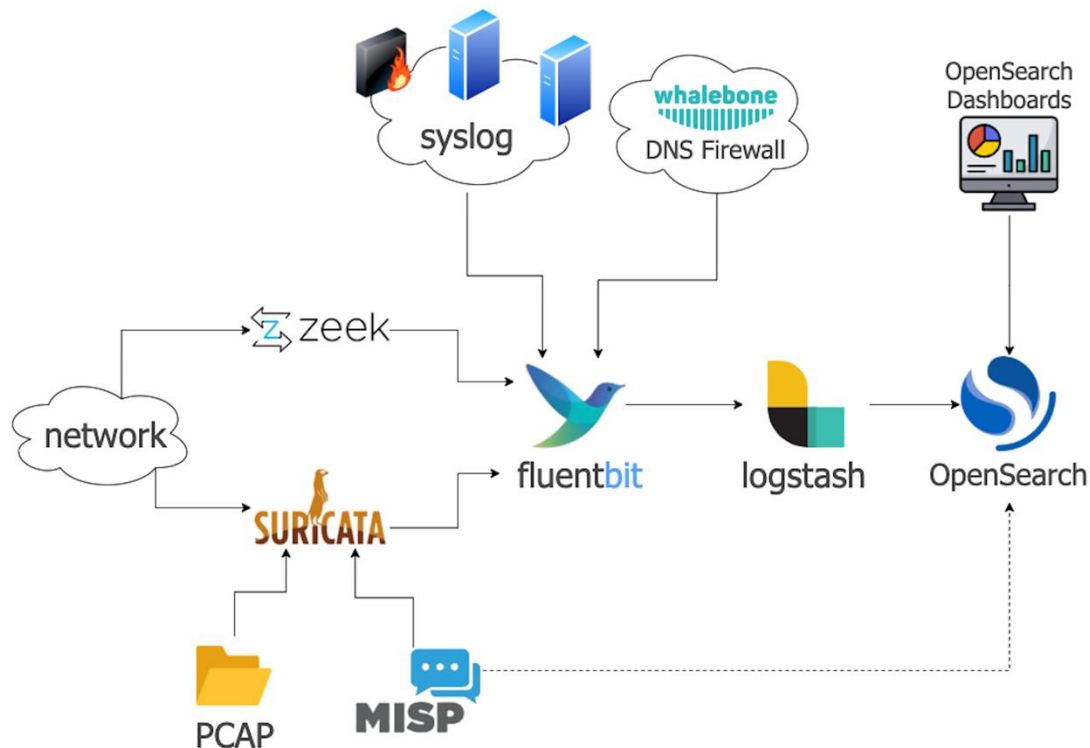 OpenSearch
Dashboards
whalebone
DNS Firewall
syslog
z zeek
network
fluentbit
logstash
OpenSearch
SURICATA
PCAP
MISP